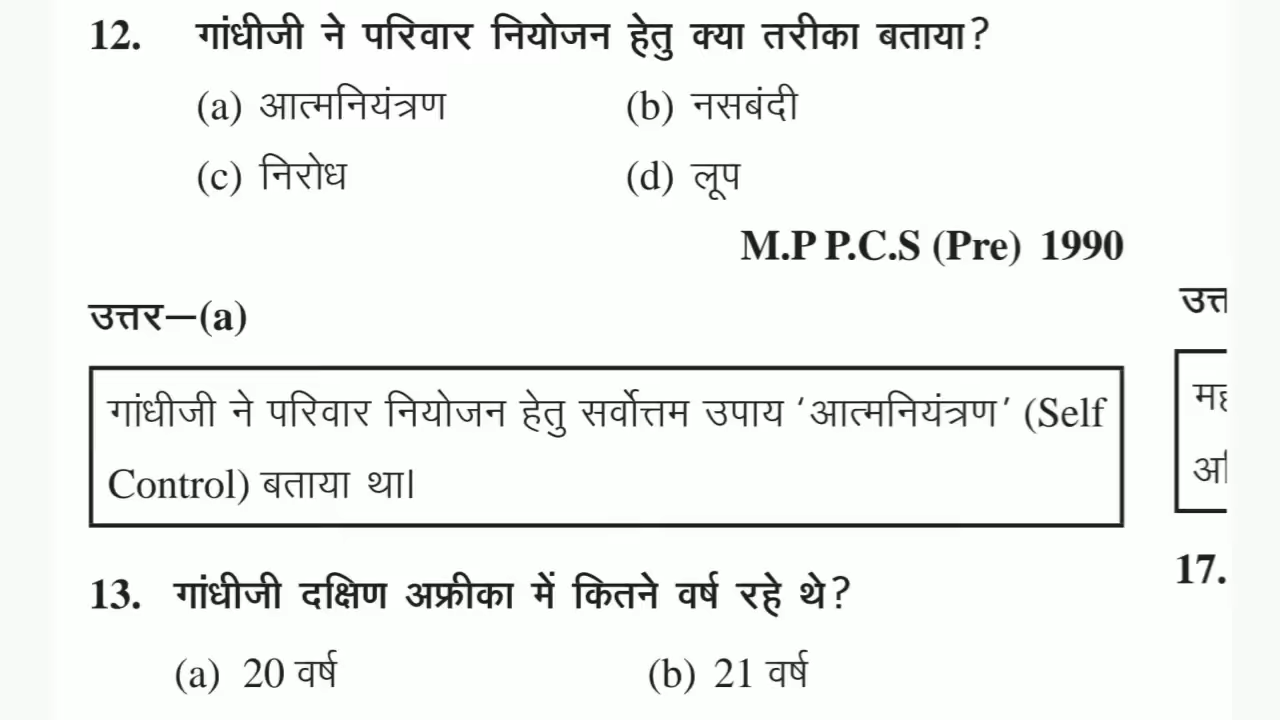 12. गांधीजी ने परिवार नियोजन हेतु क्या तरीका बताया?
(a) आत्मनियंत्रण (b) नसबंदी
(c) निरोध (d) लूप
M.P P.C.S (Pre) 1990
उत्तर–(a)
गांधीजी ने परिवार नियोजन हेतु सर्वोत्तम उपाय ‘आत्मनियंत्रण’ (Self
Control) बताया था।
13. गांधीजी दक्षिण अफ्रीका में कितने वर्ष रहे थे?
(a) 20 वर्ष (b) 21 वर्ष
17.